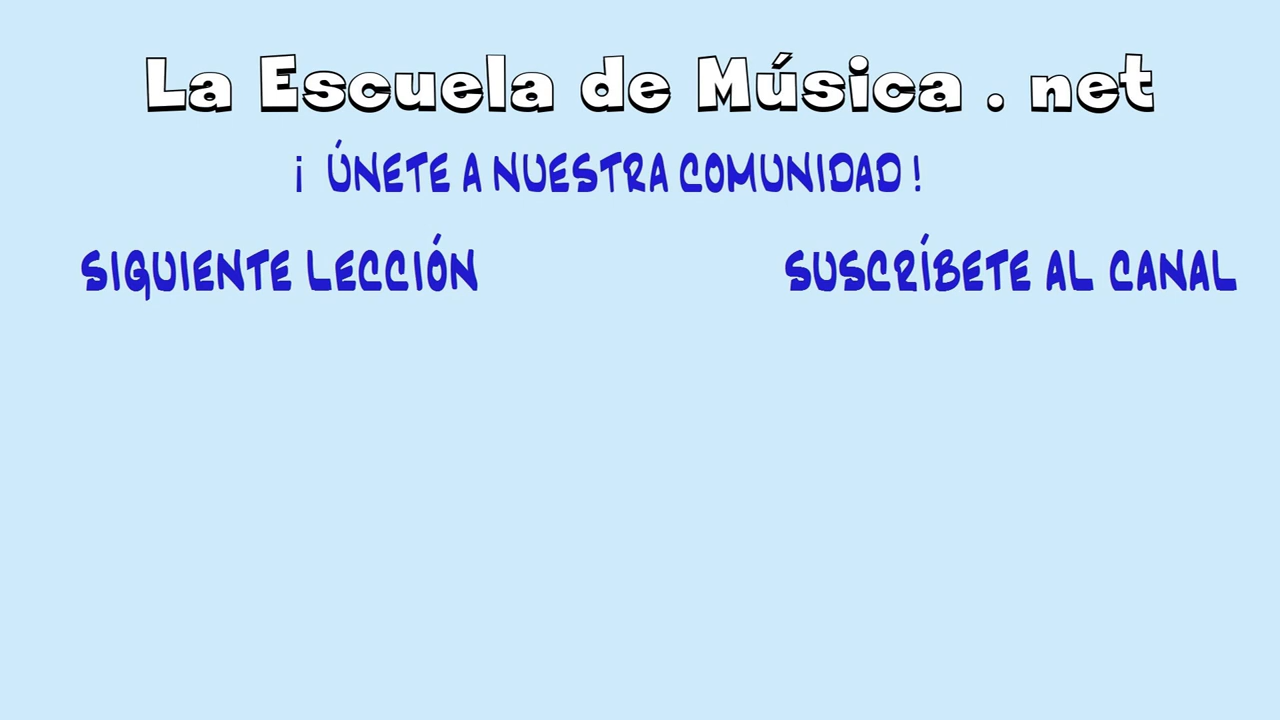 La Escuela de Música . net
¡ ÚNETE A NUESTRA COMUNIDAD !
SIGUIENTE LECCIÓN
SUSCRÍBETE AL CANAL